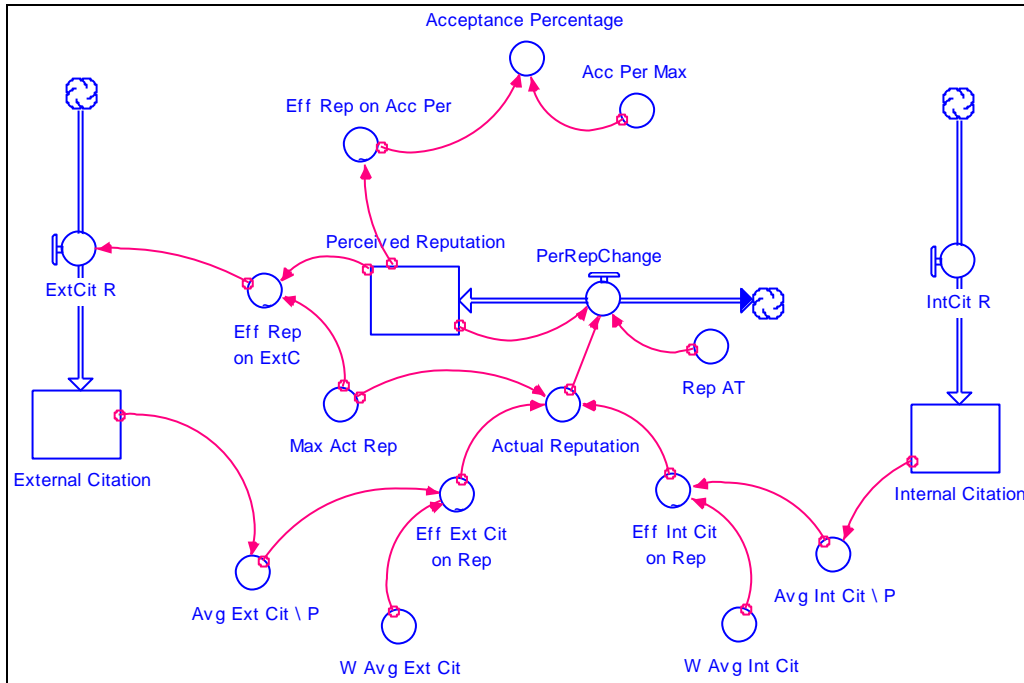 Acceptance Percentage
Acc Per Max
Eff Rep on Acc Per
Perceived Reputation
PerRepChange
ExtCit R
IntCit R
Eff Rep
on ExtC
Rep AT
Max Act Rep
Actual Reputation
External Citation
Internal Citation
Eff Ext Cit
on Rep
Eff Int Cit
on Rep
Avg Ext Cit \ P
Avg Int Cit \ P
W Avg Ext Cit
W Avg Int Cit